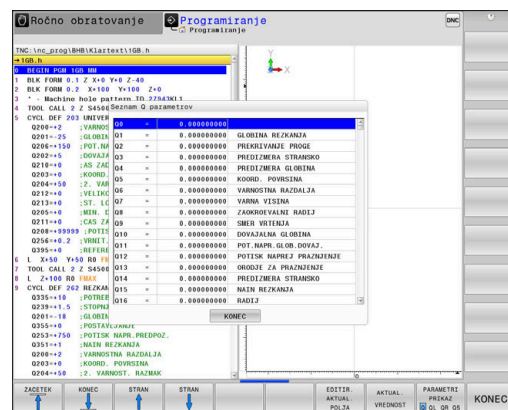 Ročno obratovanje
Programiranje
Programiranje
DNC
TNC:\nc_prog\BHB\Klartext\1GB.h
→1GB.h
0 BEGIN PGM 1GB MM
1 BLK FORM 0.1 Z X+0 Y+0 Z-40
2 BLK FORM 0.2 X+100 Y+100 Z+0
3 * - Machine hole pattern ID 27943KL1
4 TOOL CALL 2 Z S4500
5 CYCL DEF 203 UNIVER
Q200=+2 ;VARNOS
Q201=-25 ;GLOBIN
Q206=+150 ;POT.NA
Q202=+5 ;DOVAJA
Q210=+0 ;AS ZAD
Q203=+0 ;KOORD.
Q204=+50 ;2. VAR
Q212=+0 ;VELIKO
Q213=+0 ;ST. LO
Q205=+0 ;MIN. D
Q211=+0 ;CAS ZA
Q208=+99999 ;POTIS
Q256=+0.2 ;VRNIT.
Q395=+0 ;REFERE
6 L X+50 Y+50 R0 FM
7 TOOL CALL 2 Z S4500
8 L Z+100 R0 FMAX
9 CYCL DEF 262 REZKAN
Q335=+10 ;POTREB
Q239=+1.5 ;STOPNJ
Q201=-18 ;GLOBIN
Q355=+0 ;POSTAVLJANJE
Q253=+750 ;POTISK NAPR.PREDPOZ.
Q351=+1 ;NAIN REZKANJA
Q200=+2 ;VARNOSTNA RAZDALJA
Q203=+0 ;KOORD. POVRSINA
Q204=+50 ;2. VARNOST. RAZMAK
Y
X
Seznam Q parametrov
Q0 = 0.000000000
Q1 = 0.000000000 GLOBINA REZKANJA
Q2 = 0.000000000 PREKRIVANJE PROGE
Q3 = 0.000000000 PREDIZMERA STRANSKO
Q4 = 0.000000000 PREDIZMERA GLOBINA
Q5 = 0.000000000 KOORD. POVRSINA
Q6 = 0.000000000 VARNOSTNA RAZDALJA
Q7 = 0.000000000 VARNA VISINA
Q8 = 0.000000000 ZAOKROEVALNI RADIJ
Q9 = 0.000000000 SMER VRTENJA
Q10 = 0.000000000 DOVAJALNA GLOBINA
Q11 = 0.000000000 POT.NAPR.GLOB.DOVAJ.
Q12 = 0.000000000 POTISK NAPREJ PRAZNJENJE
Q13 = 0.000000000 ORODJE ZA PRAZNJENJE
Q14 = 0.000000000 PREDIZMERA STRANSKO
Q15 = 0.000000000 NAIN REZKANJA
Q16 = 0.000000000 RADIJ
KONEC
ZACETEK
KONEC
STRAN
STRAN
EDITIR.
AKTUAL.
POLJA
AKTUAL.
VREDNOST
PARAMETRI
PRIKAZ
Q QL QR QS
KONEC